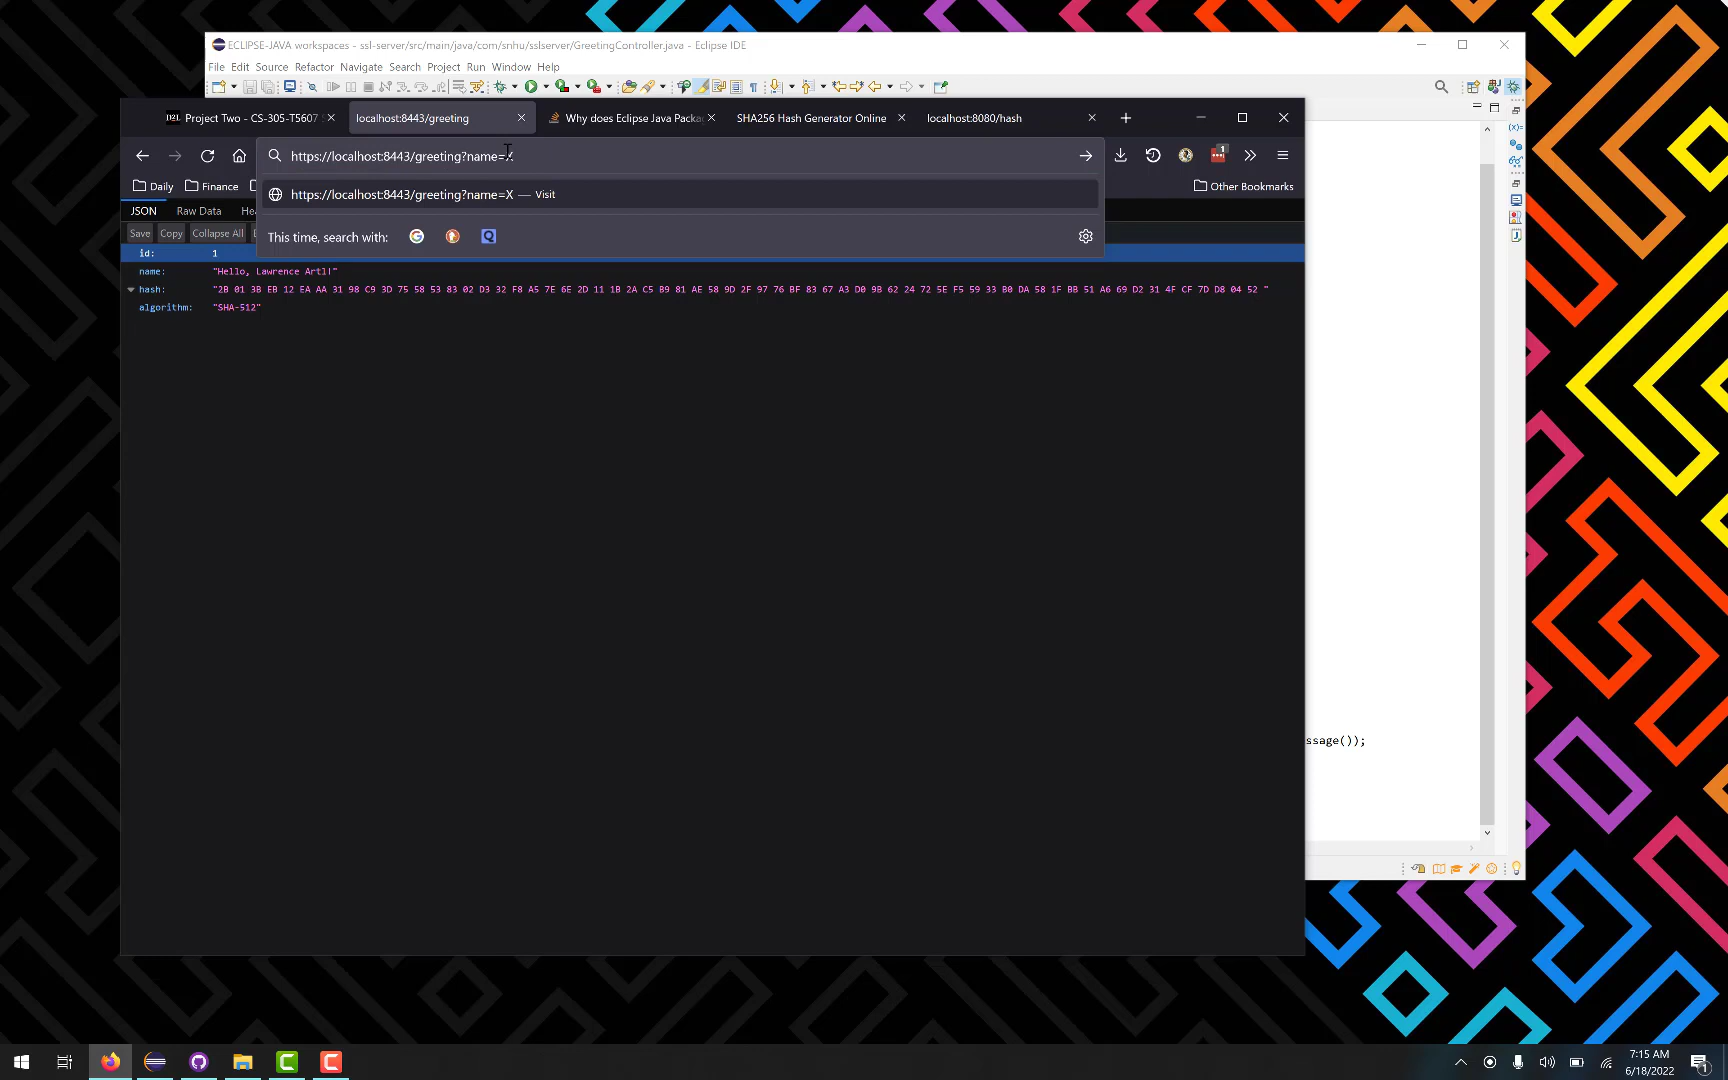 ECLIPSE-JAVA workspaces - ssl-server/src/main/java/com/snhu/sslserver/GreetingController.java - Eclipse IDE
File Edit Source Refactor Navigate Search Project Run Window Help
D2L Project Two - CS-305-T5607
localhost:8443/greeting
Why does Eclipse Java Packa
SHA256 Hash Generator Online
localhost:8080/hash
https://localhost:8443/greeting?name=X
1
Daily Finance
Other Bookmarks
https://localhost:8443/greeting?name=X — Visit
JSON Raw Data Hea
Save Copy Collapse All E
This time, search with:
id: 1
name: "Hello, Lawrence Artl!"
hash: "2B 01 3B EB 12 EA AA 31 98 C9 3D 75 58 53 83 02 D3 32 F8 A5 7E 6E 2D 11 1B 2A C5 B9 81 AE 58 9D 2F 97 76 BF 83 67 A3 D0 9B 62 24 72 5E F5 59 33 B0 DA 58 1F BB 51 A6 69 D2 31 4F CF 7D D8 04 52 "
algorithm: "SHA-512"
ssage());
7:15 AM
6/18/2022
1